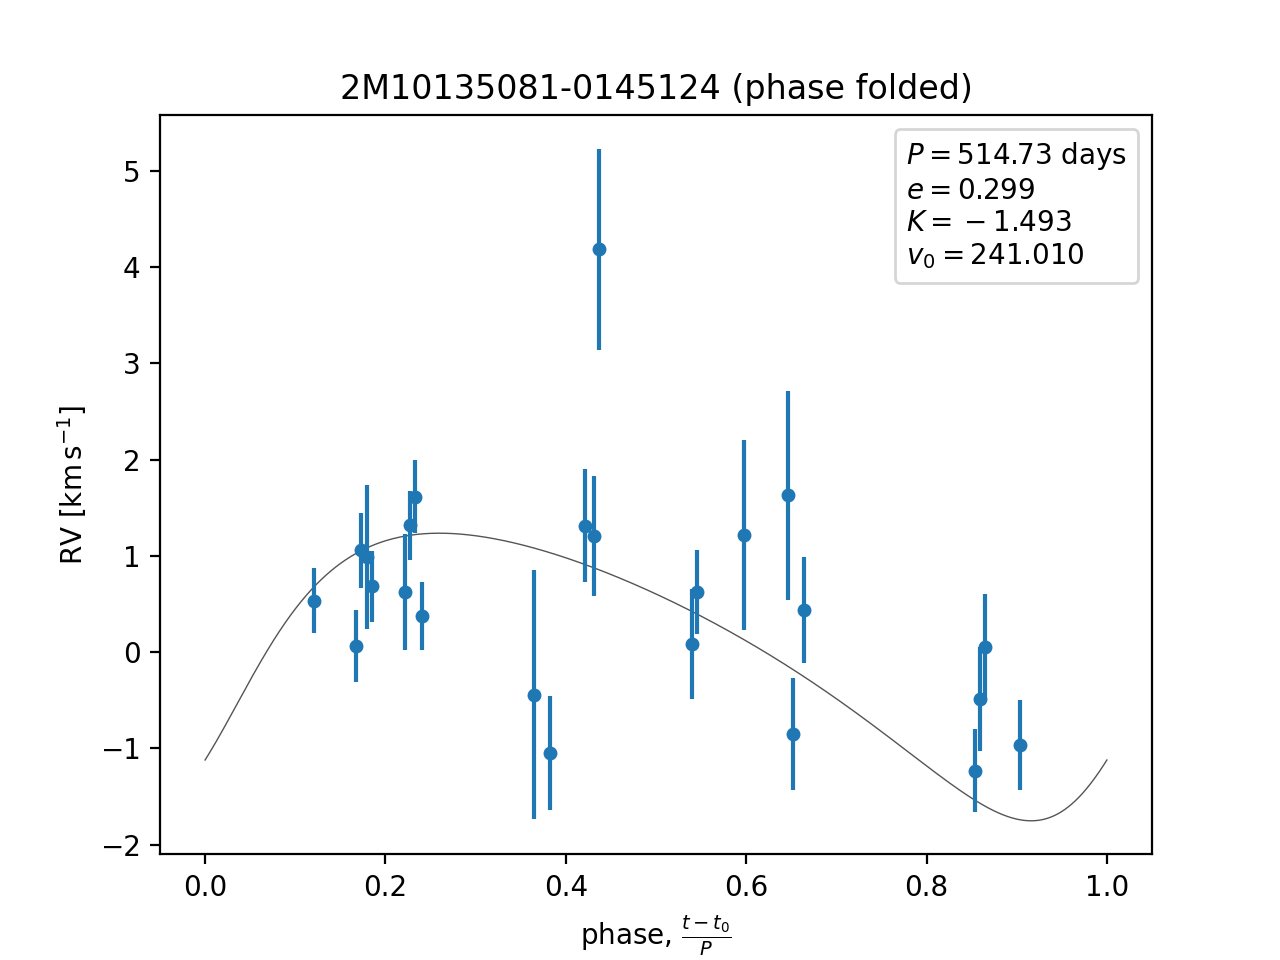 2M10135081-0145124 (phase folded)
P = 514.73 days
e = 0.299
K = −1.493
v₀ = 241.010
5
4
3
2
1
0
−1
−2
RV [km s⁻¹]
0.0 0.2 0.4 0.6 0.8 1.0
phase, (t − t₀)/P